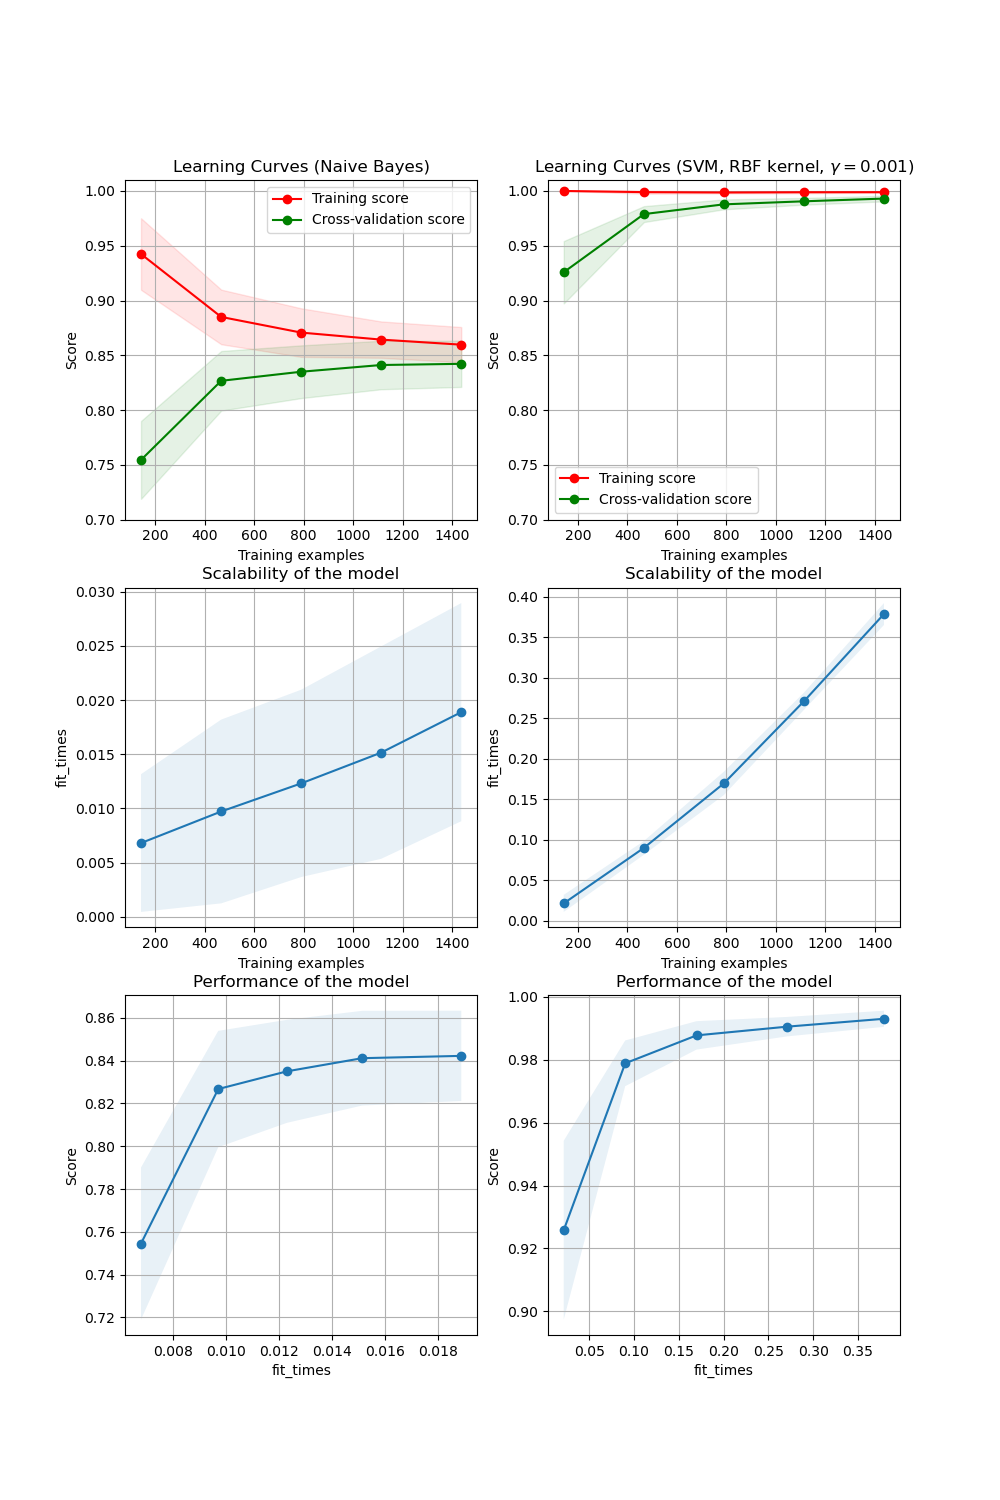 Learning Curves (Naive Bayes)
1.00
0.95
0.90
0.85
0.80
0.75
0.70
Score
Training score
Cross-validation score
200 400 600 800 1000 1200 1400
Training examples
Learning Curves (SVM, RBF kernel, γ = 0.001)
1.00
0.95
0.90
0.85
0.80
0.75
0.70
Score
Training score
Cross-validation score
200 400 600 800 1000 1200 1400
Training examples
Scalability of the model
0.030
0.025
0.020
0.015
0.010
0.005
0.000
fit_times
200 400 600 800 1000 1200 1400
Training examples
Scalability of the model
0.40
0.35
0.30
0.25
0.20
0.15
0.10
0.05
0.00
fit_times
200 400 600 800 1000 1200 1400
Training examples
Performance of the model
0.86
0.84
0.82
0.80
0.78
0.76
0.74
0.72
Score
0.008 0.010 0.012 0.014 0.016 0.018
fit_times
Performance of the model
1.00
0.98
0.96
0.94
0.92
0.90
Score
0.05 0.10 0.15 0.20 0.25 0.30 0.35
fit_times